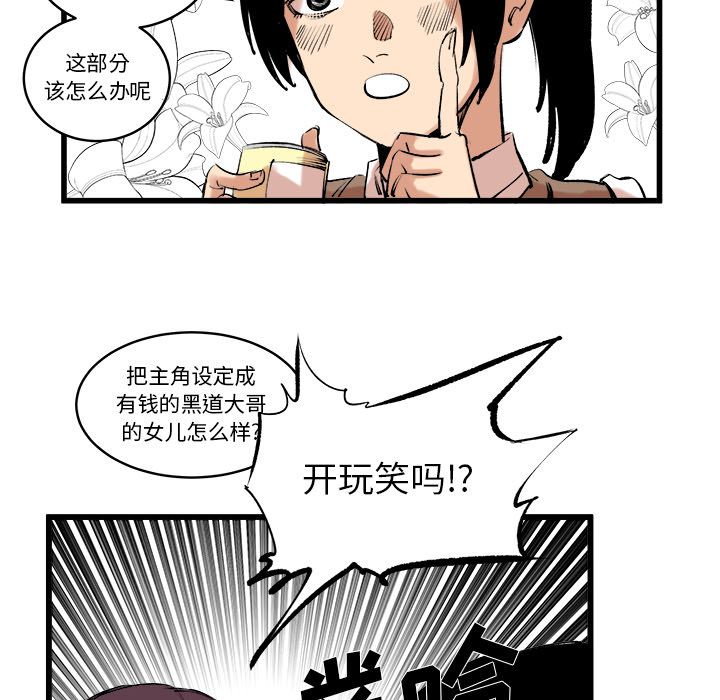 这部分
该怎么办呢
把主角设定成
有钱的黑道大哥
的女儿怎么样?
开玩笑吗!?